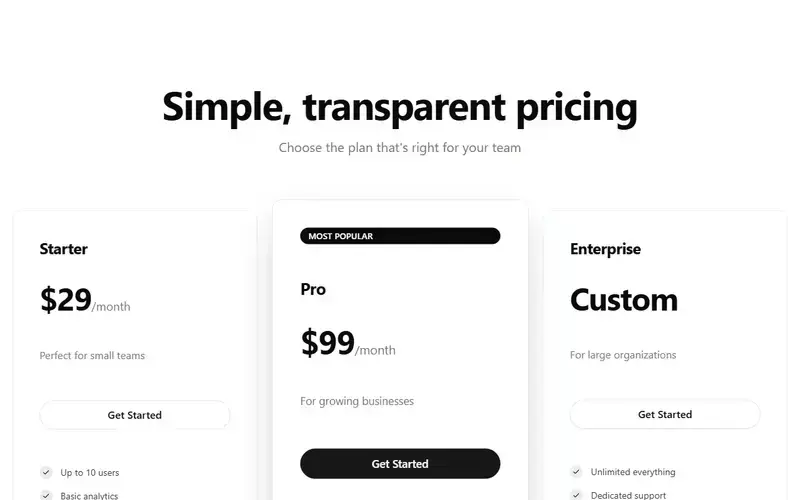 Simple, transparent pricing
Choose the plan that's right for your team
Starter
$29/month
Perfect for small teams
Get Started
Up to 10 users
Basic analytics
MOST POPULAR
Pro
$99/month
For growing businesses
Get Started
Enterprise
Custom
For large organizations
Get Started
Unlimited everything
Dedicated support